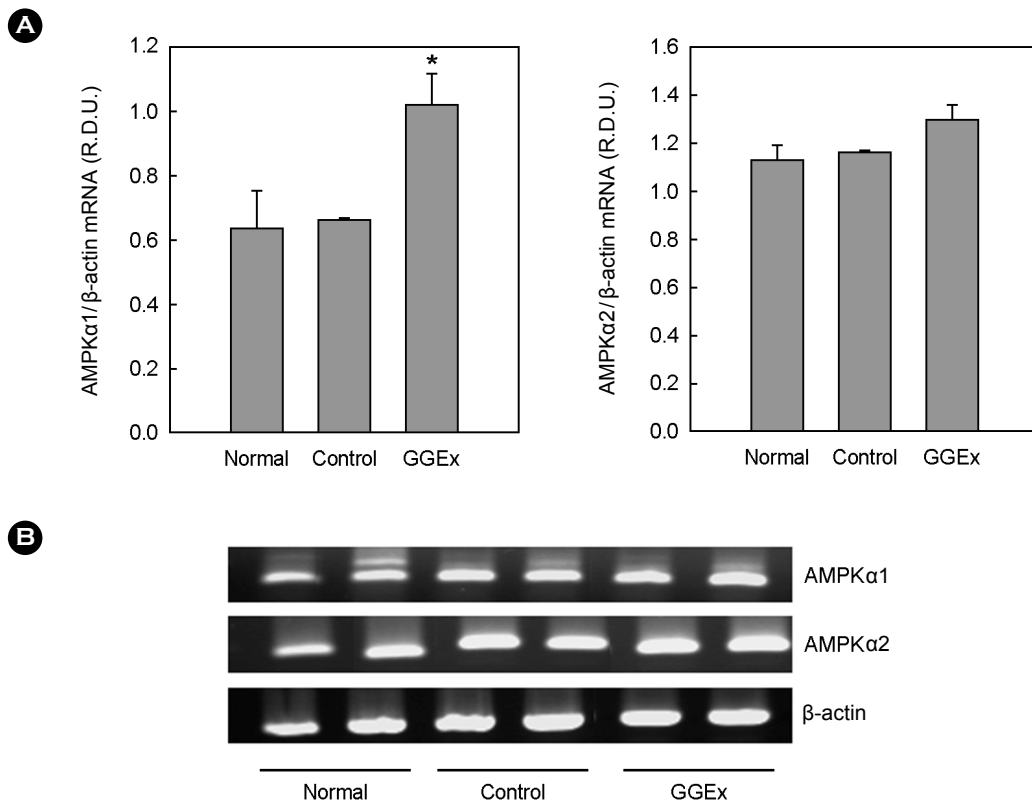 A
AMPKα1/β-actin mRNA (R.D.U.)
1.2
1.0
0.8
0.6
0.4
0.2
0.0
*
Normal Control GGEx
AMPKα2/β-actin mRNA (R.D.U.)
1.6
1.4
1.2
1.0
0.8
0.6
0.4
0.2
0.0
Normal Control GGEx
B
AMPKα1
AMPKα2
β-actin
Normal Control GGEx